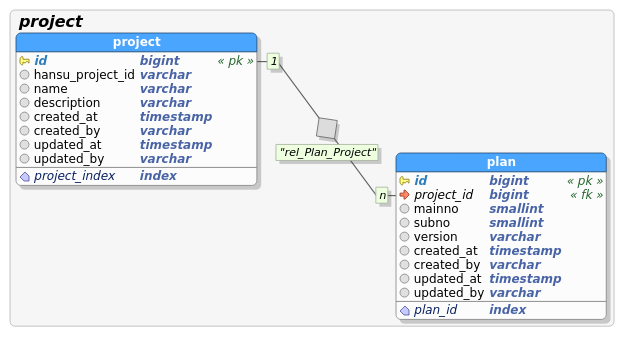 project
project
id bigint « pk »
hansu_project_id varchar
name varchar
description varchar
created_at timestamp
created_by varchar
updated_at timestamp
updated_by varchar
project_index index
1
"rel_Plan_Project"
n
plan
id bigint « pk »
project_id bigint « fk »
mainno smallint
subno smallint
version varchar
created_at timestamp
created_by varchar
updated_at timestamp
updated_by varchar
plan_id index